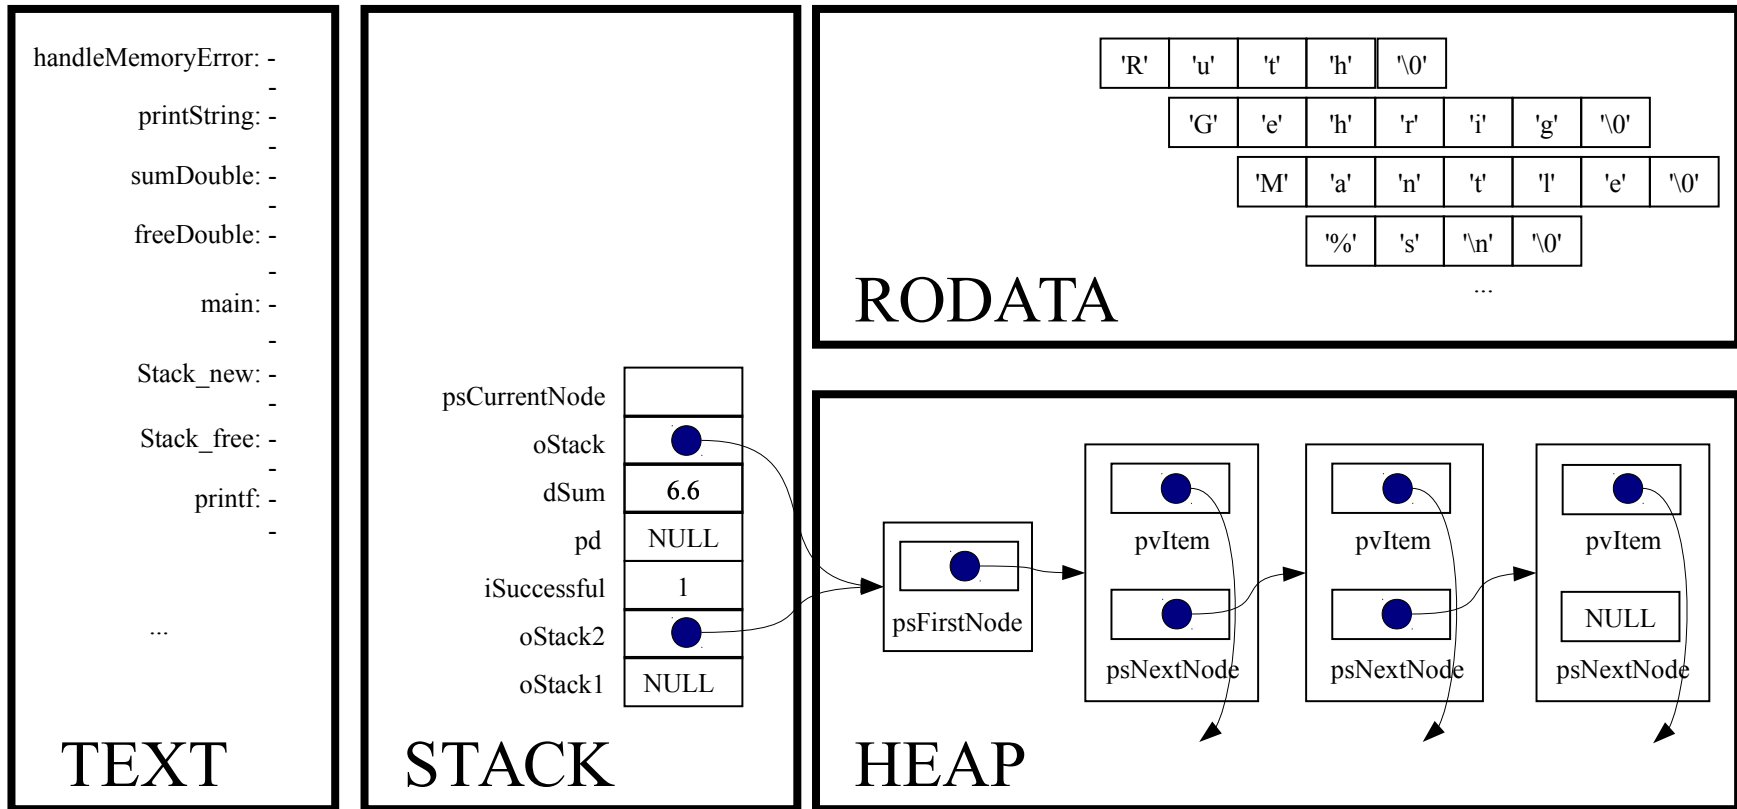 handleMemoryError: -
-
printString: -
-
sumDouble: -
-
freeDouble: -
-
main: -
-
Stack_new: -
-
Stack_free: -
-
printf: -
-
...
TEXT
psCurrentNode
oStack
dSum 6.6
pd NULL
iSuccessful 1
oStack2
oStack1 NULL
STACK
'R' 'u' 't' 'h' '\0'
'G' 'e' 'h' 'r' 'i' 'g' '\0'
'M' 'a' 'n' 't' 'l' 'e' '\0'
'%' 's' '\n' '\0'
...
RODATA
pvItem pvItem pvItem
psFirstNode NULL
psNextNode psNextNode psNextNode
HEAP